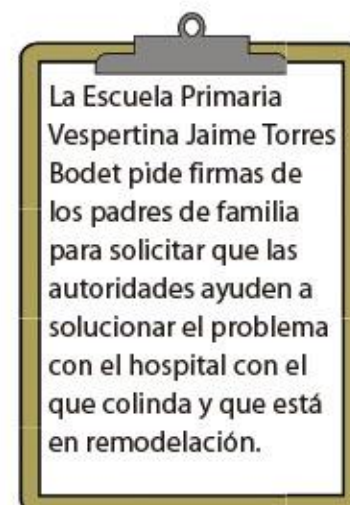 La Escuela Primaria
Vespertina Jaime Torres
Bodet pide firmas de
los padres de familia
para solicitar que las
autoridades ayuden a
solucionar el problema
con el hospital con el
que colinda y que está
en remodelación.